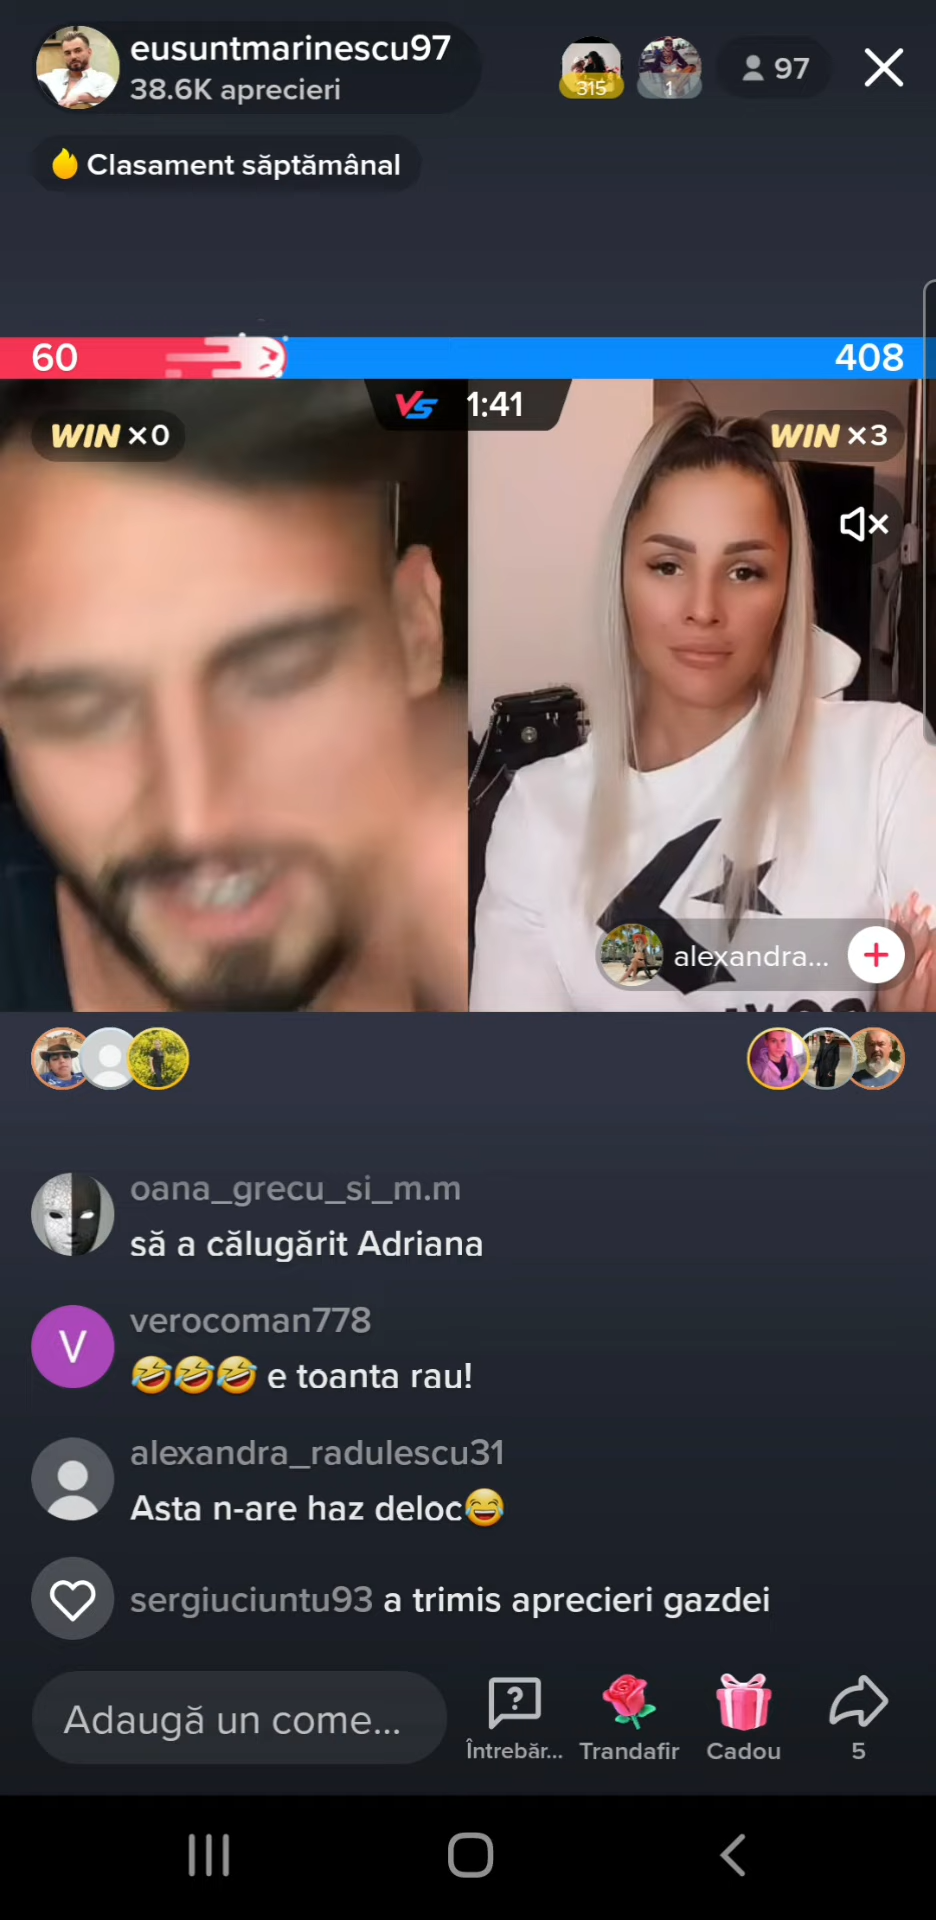 eusuntmarinescu97
38.6K aprecieri
315
1
97
Clasament săptămânal
60
408
VS 1:41
WIN ×0
WIN ×3
alexandra...
oana_grecu_si_m.m
să a călugărit Adriana
V
verocoman778
🤣🤣🤣 e toanta rau!
alexandra_radulescu31
Asta n-are haz deloc😂
sergiuciuntu93 a trimis aprecieri gazdei
Adaugă un come...
Întrebăr...
Trandafir
Cadou
5